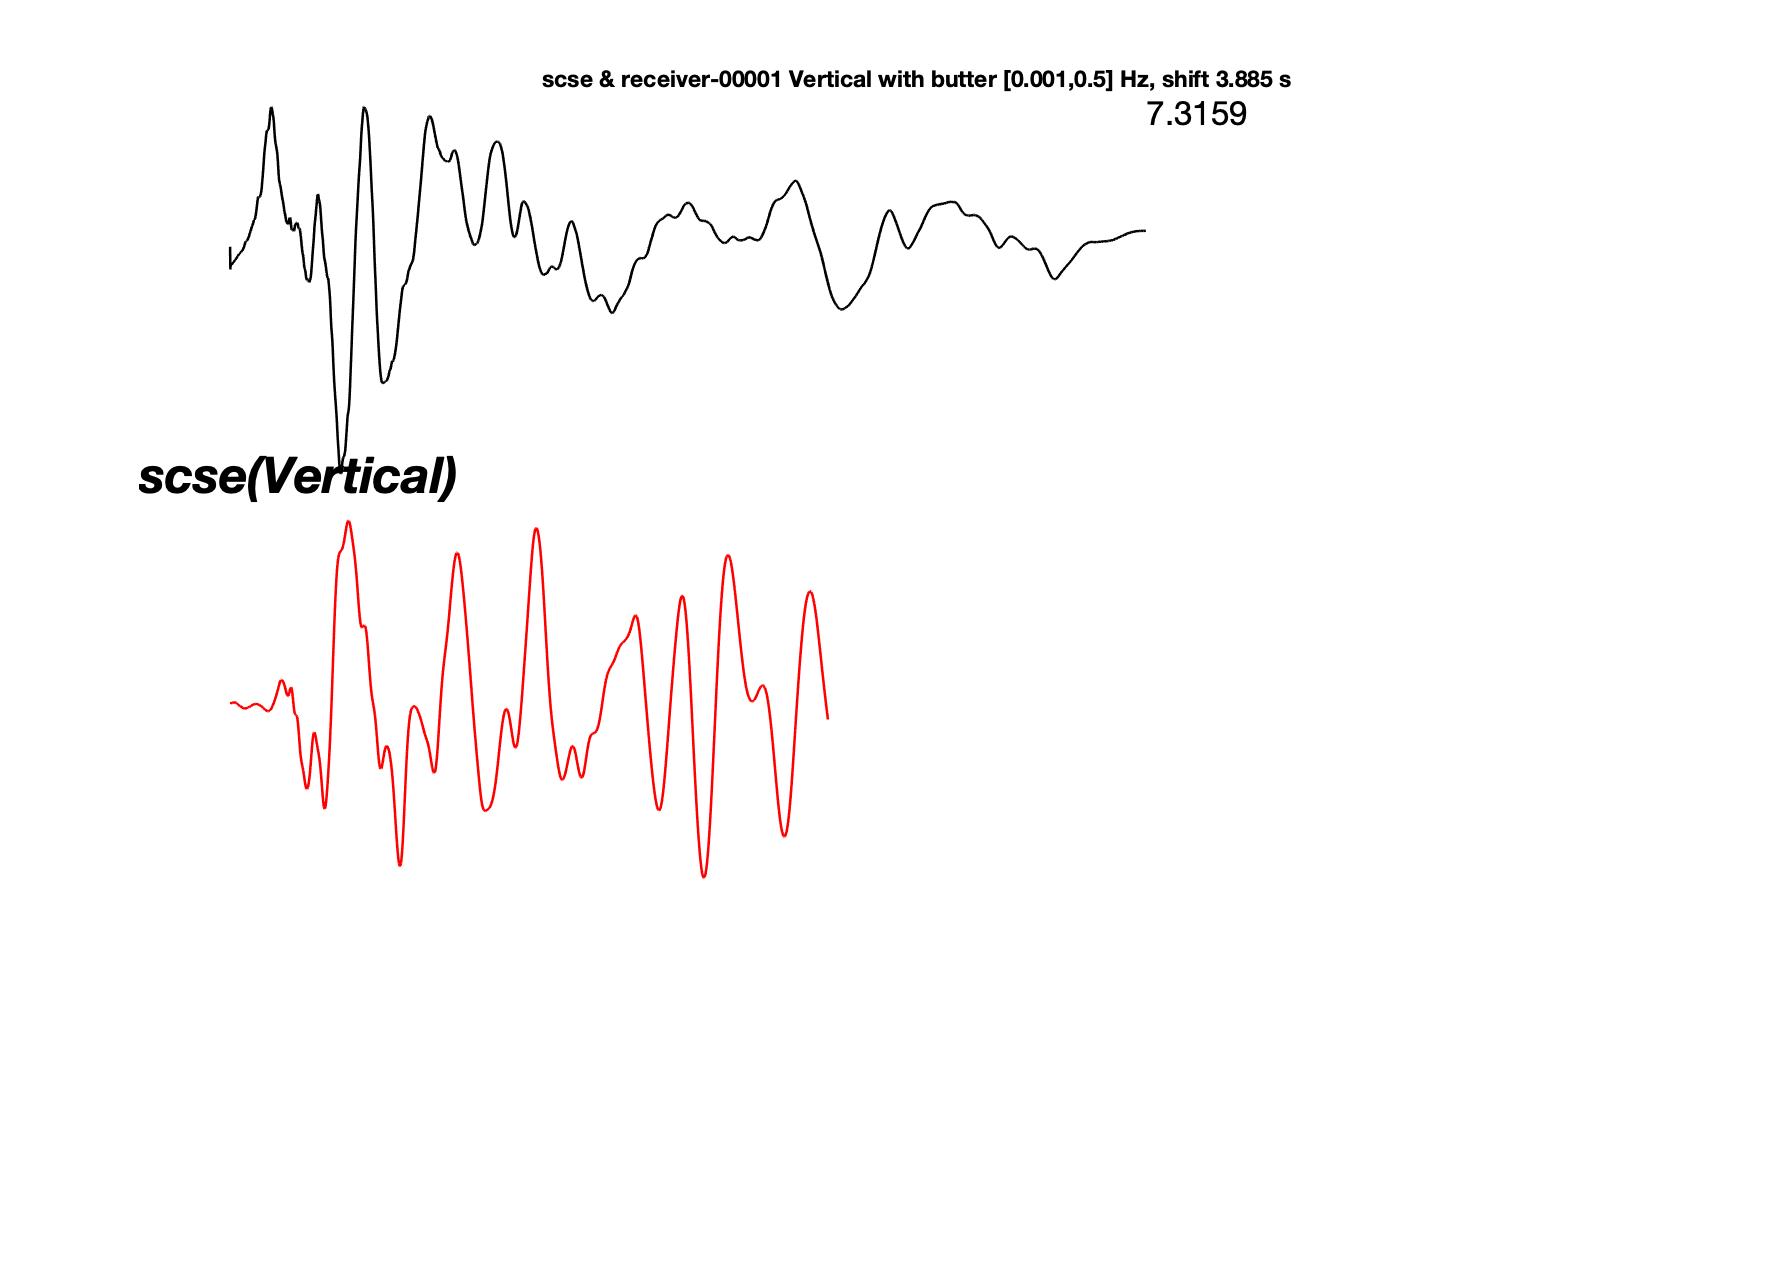 scse & receiver-00001 Vertical with butter [0.001,0.5] Hz, shift 3.885 s
7.3159
scse(Vertical)